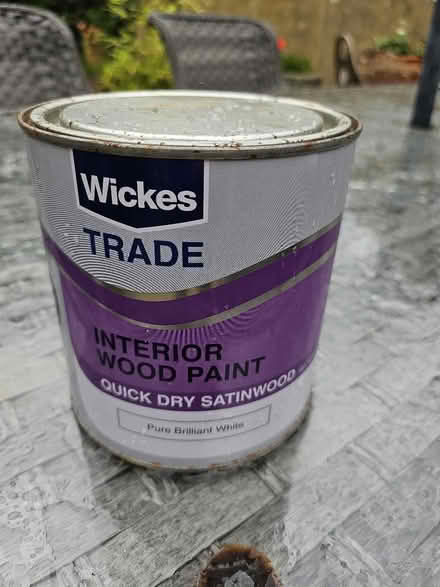 Wickes
TRADE
INTERIOR
WOOD PAINT
QUICK DRY SATINWOOD
Pure Brilliant White